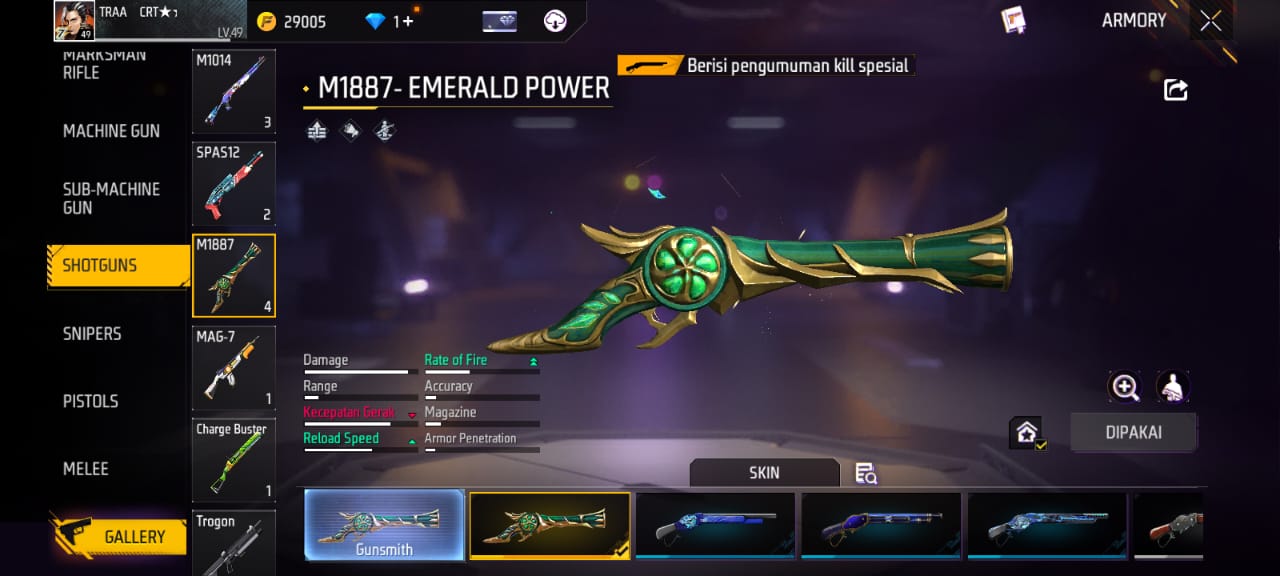 TRAA CRT★1
49
LV.49
29005
1+
ARMORY
MARKSMAN
RIFLE
MACHINE GUN
SUB-MACHINE
GUN
SHOTGUNS
SNIPERS
PISTOLS
MELEE
GALLERY
M1014
3
SPAS12
2
M1887
4
MAG-7
1
Charge Buster
1
Trogon
Berisi pengumuman kill spesial
M1887- EMERALD POWER
Damage
Rate of Fire
Range
Accuracy
Kecepatan Gerak
Magazine
Reload Speed
Armor Penetration
DIPAKAI
SKIN
Gunsmith